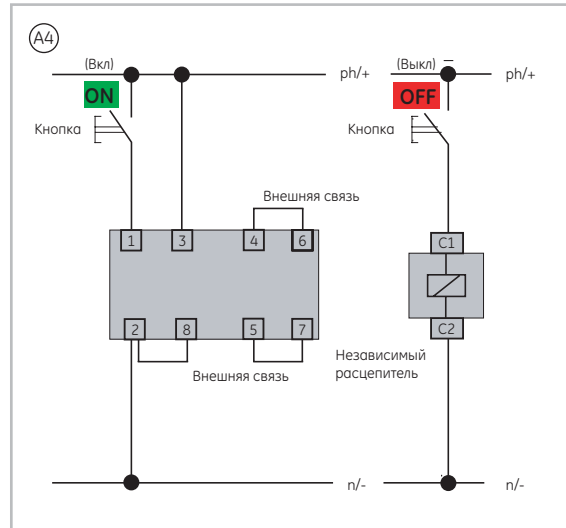 A4
(Вкл)
ph/+
(Выкл)
ph/+
ON
OFF
Кнопка
Кнопка
Внешняя связь
1
3
4
6
C1
2
8
5
7
C2
Внешняя связь
Независимый
расцепитель
n/-
n/-